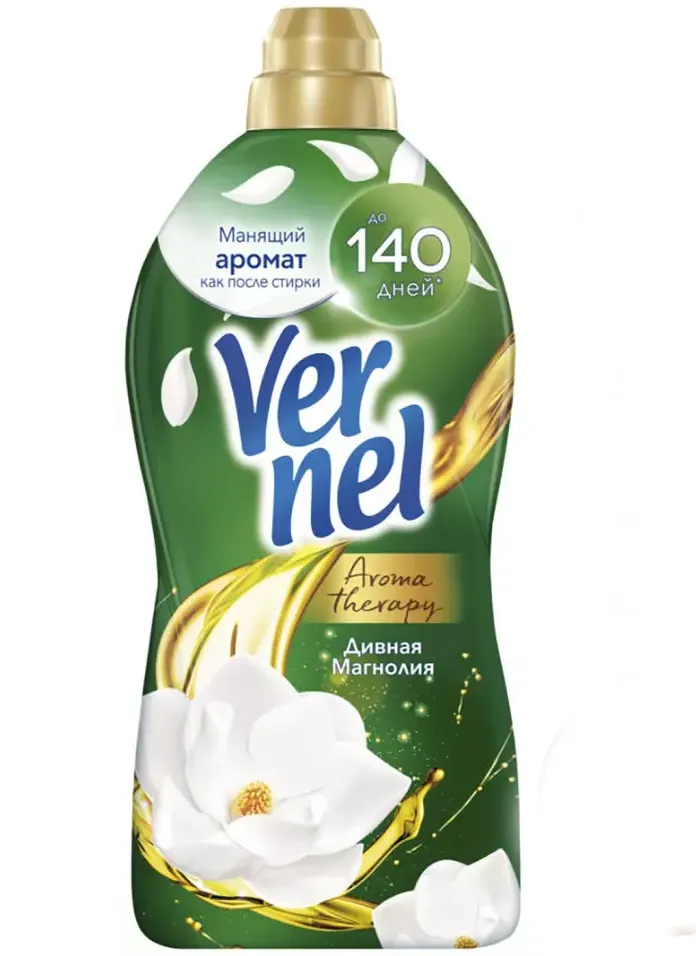 Манящий
аромат
как после стирки
до
140
дней*
Ver
nel
Aroma
therapy
Дивная
Магнолия